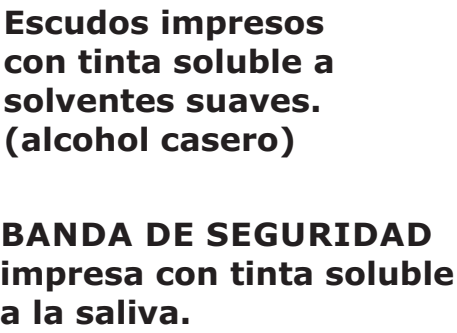 Escudos impresos
con tinta soluble a
solventes suaves.
(alcohol casero)
BANDA DE SEGURIDAD
impresa con tinta soluble
a la saliva.